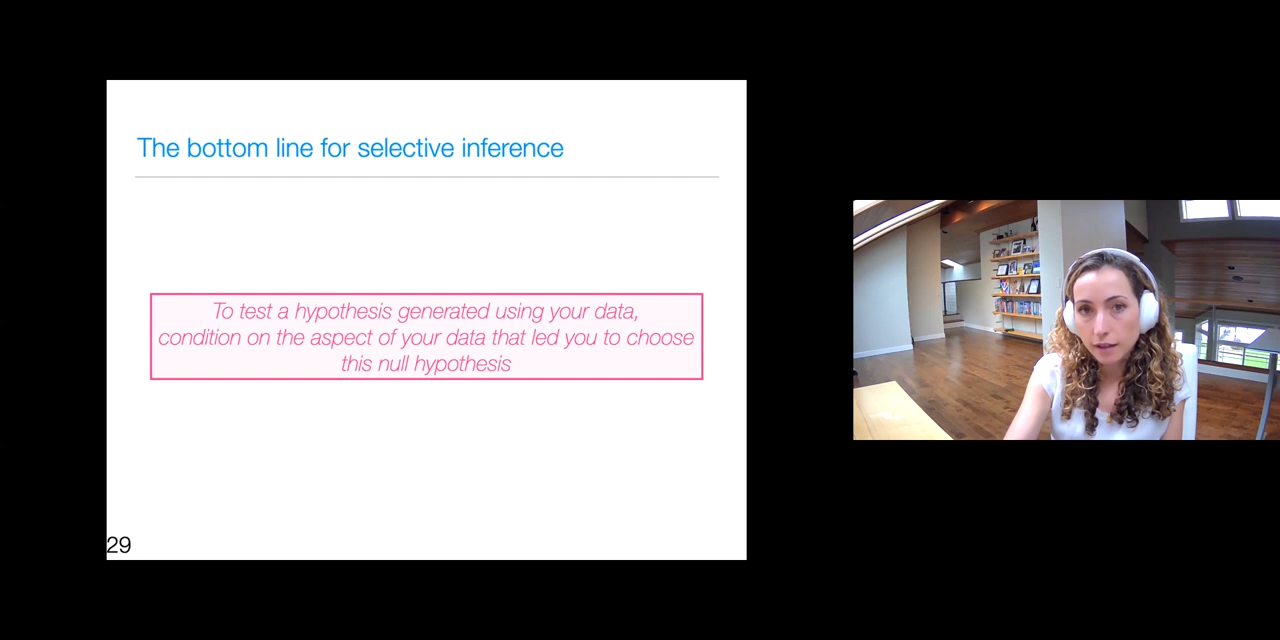 The bottom line for selective inference
To test a hypothesis generated using your data,
condition on the aspect of your data that led you to choose
this null hypothesis
29